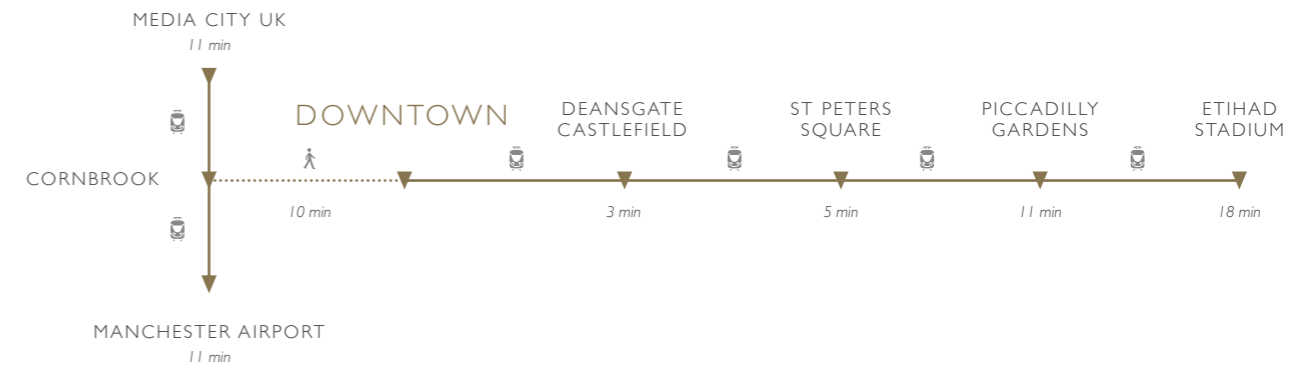 MEDIA CITY UK
11 min
DOWNTOWN
DEANSGATE
CASTLEFIELD
ST PETERS
SQUARE
PICCADILLY
GARDENS
ETIHAD
STADIUM
CORNBROOK
10 min
3 min
5 min
11 min
18 min
MANCHESTER AIRPORT
11 min